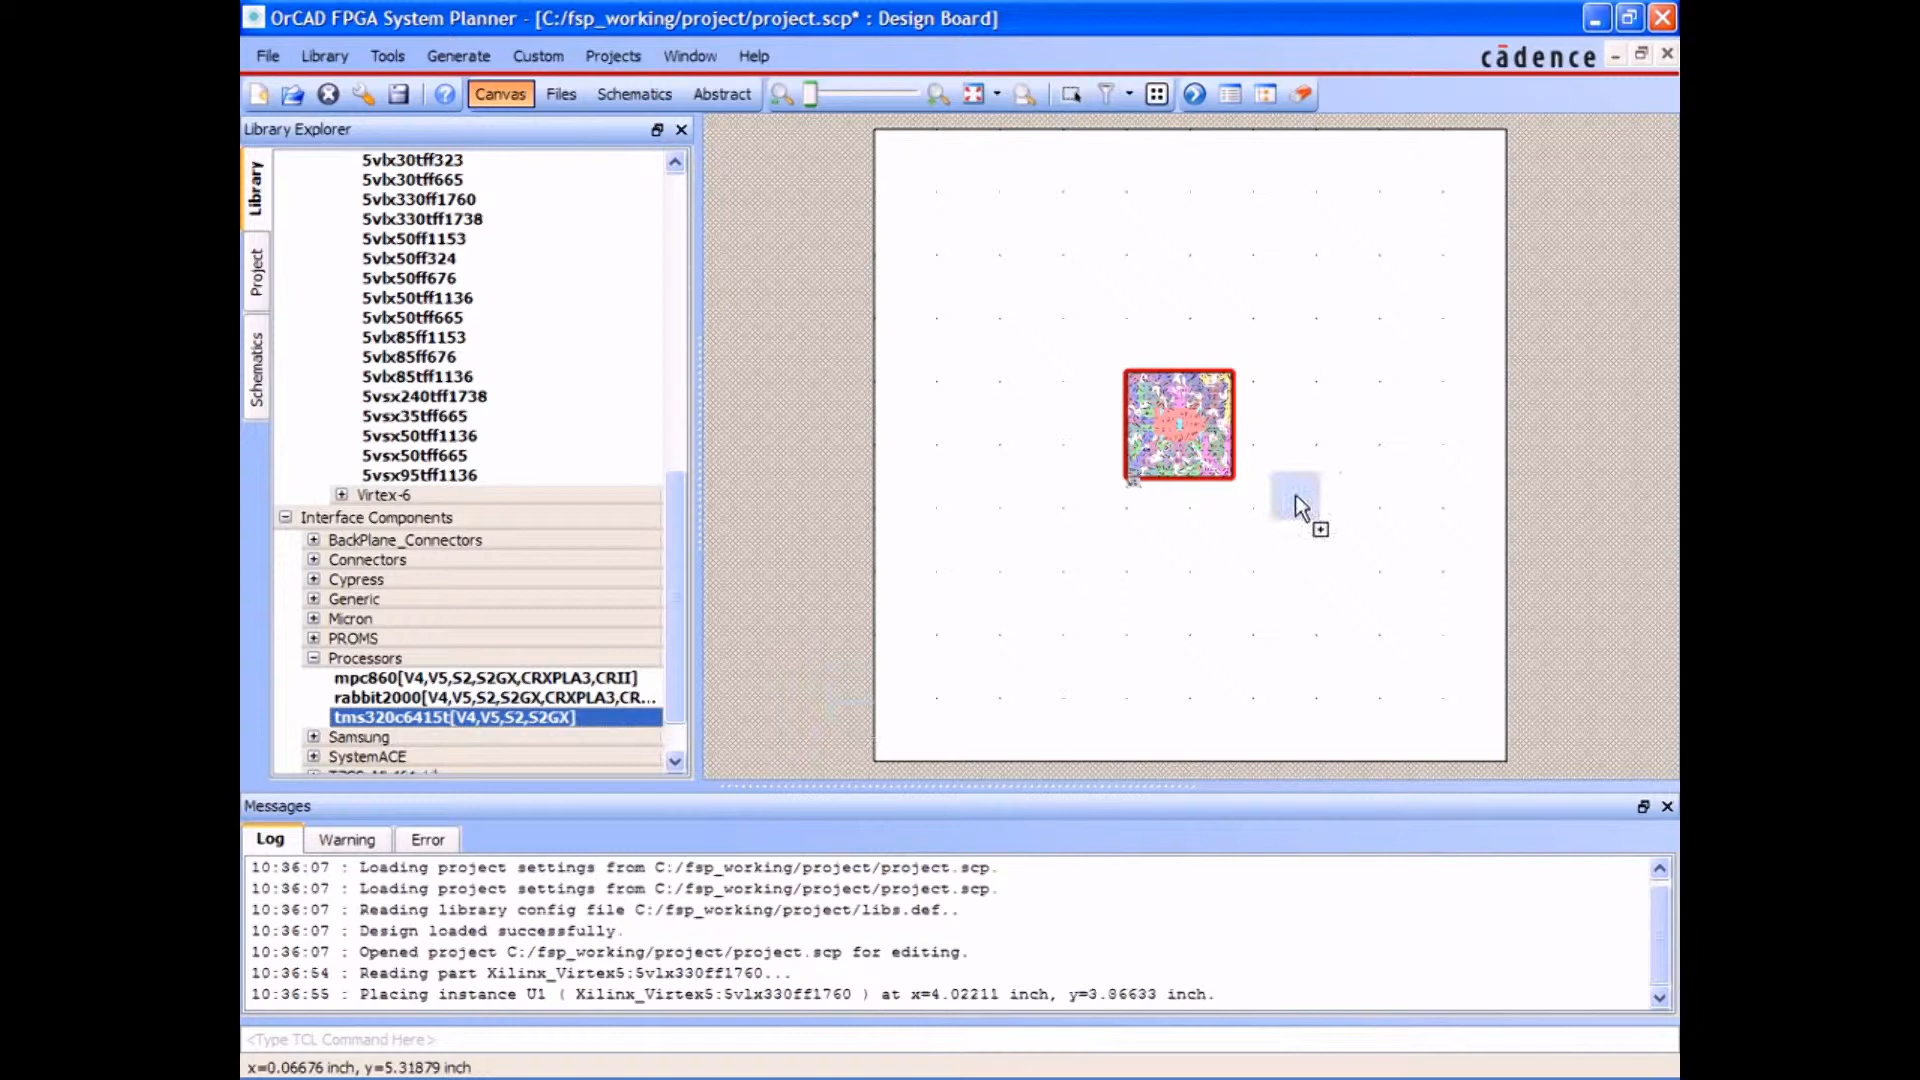 OrCAD FPGA System Planner - [C:/fsp_working/project/project.scp* : Design Board]
File Library Tools Generate Custom Projects Window Help
cādence
Canvas Files Schematics Abstract
Library Explorer
Library
Project
Schematics
5vlx30tff323
5vlx30tff665
5vlx330ff1760
5vlx330tff1738
5vlx50ff1153
5vlx50ff324
5vlx50ff676
5vlx50tff1136
5vlx50tff665
5vlx85ff1153
5vlx85ff676
5vlx85tff1136
5vsx240tff1738
5vsx35tff665
5vsx50tff1136
5vsx50tff665
5vsx95tff1136
Virtex-6
Interface Components
BackPlane_Connectors
Connectors
Cypress
Generic
Micron
PROMS
Processors
mpc860[V4,V5,S2,S2GX,CRXPLA3,CRII]
rabbit2000[V4,V5,S2,S2GX,CRXPLA3,CR...
tms320c6415t[V4,V5,S2,S2GX]
Samsung
SystemACE
Messages
Log Warning Error
10:36:07 : Loading project settings from C:/fsp_working/project/project.scp.
10:36:07 : Loading project settings from C:/fsp_working/project/project.scp.
10:36:07 : Reading library config file C:/fsp_working/project/libs.def..
10:36:07 : Design loaded successfully.
10:36:07 : Opened project C:/fsp_working/project/project.scp for editing.
10:36:54 : Reading part Xilinx_Virtex5:5vlx330ff1760...
10:36:55 : Placing instance U1 ( Xilinx_Virtex5:5vlx330ff1760 ) at x=4.02211 inch, y=3.86633 inch.
<Type TCL Command Here>
x=0.06676 inch, y=5.31879 inch